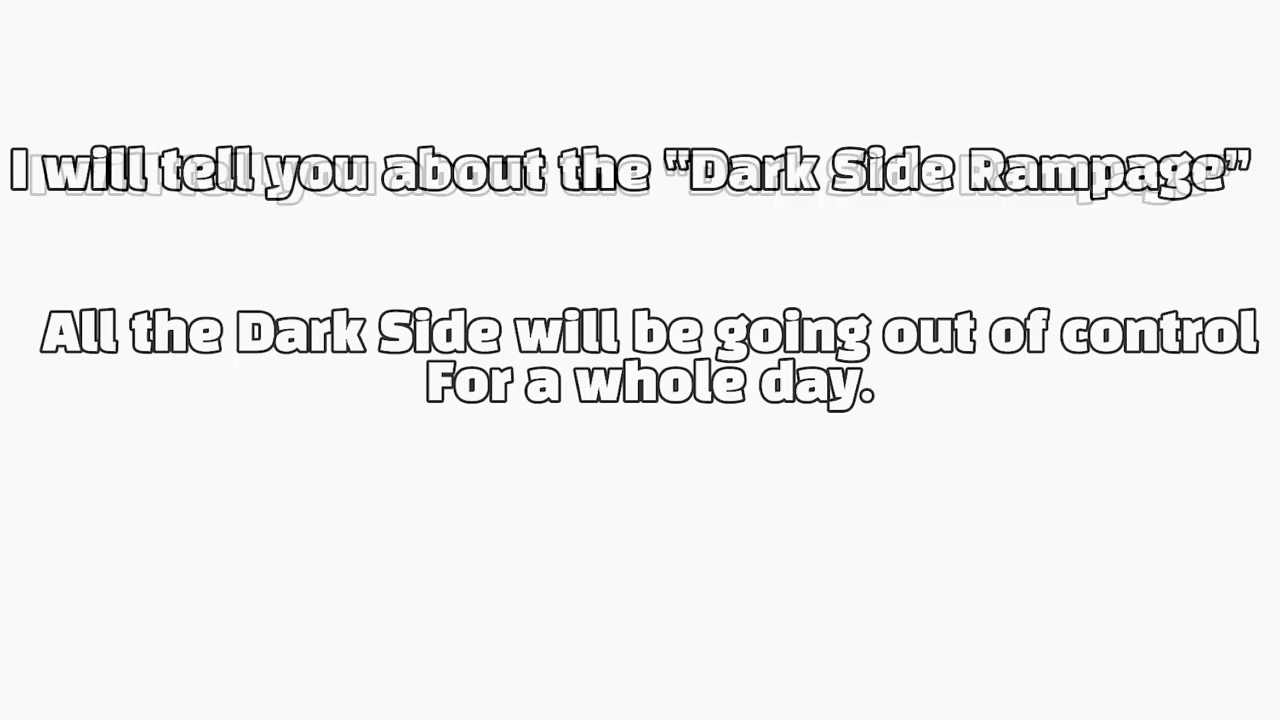 I will tell you about the "Dark Side Rampage”
All the Dark Side will be going out of control
For a whole day.